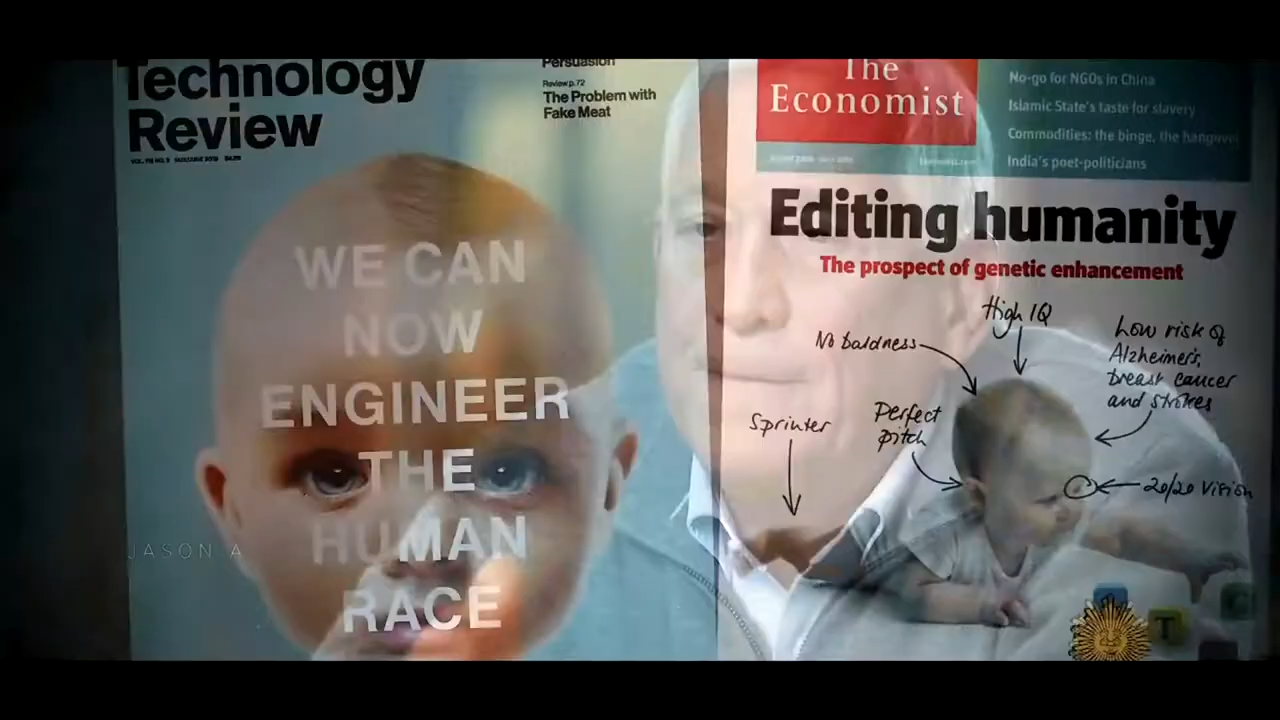 Technology
Review
Persuasion
Review p.72
The Problem with
Fake Meat
WE CAN
NOW
ENGINEER
THE
HUMAN
RACE
JASON A
The
Economist
No-go for NGOs in China
Islamic State's taste for slavery
Commodities: the binge, the hangover
India's poet-politicians
Economist.com
Editing humanity
The prospect of genetic enhancement
High IQ
No baldness
Low risk of
Alzheimer's,
breast cancer
and strokes
Sprinter
Perfect
pitch
20/20 vision
T